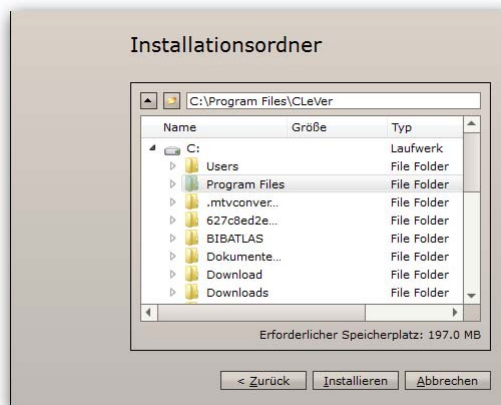 Installationsordner
C:\Program Files\CLeVer
Name Größe Typ
C: Laufwerk
Users File Folder
Program Files File Folder
.mtvconver... File Folder
627c8ed2e... File Folder
BIBATLAS File Folder
Dokumente... File Folder
Download File Folder
Downloads File Folder
Erforderlicher Speicherplatz: 197.0 MB
< Zurück Installieren Abbrechen